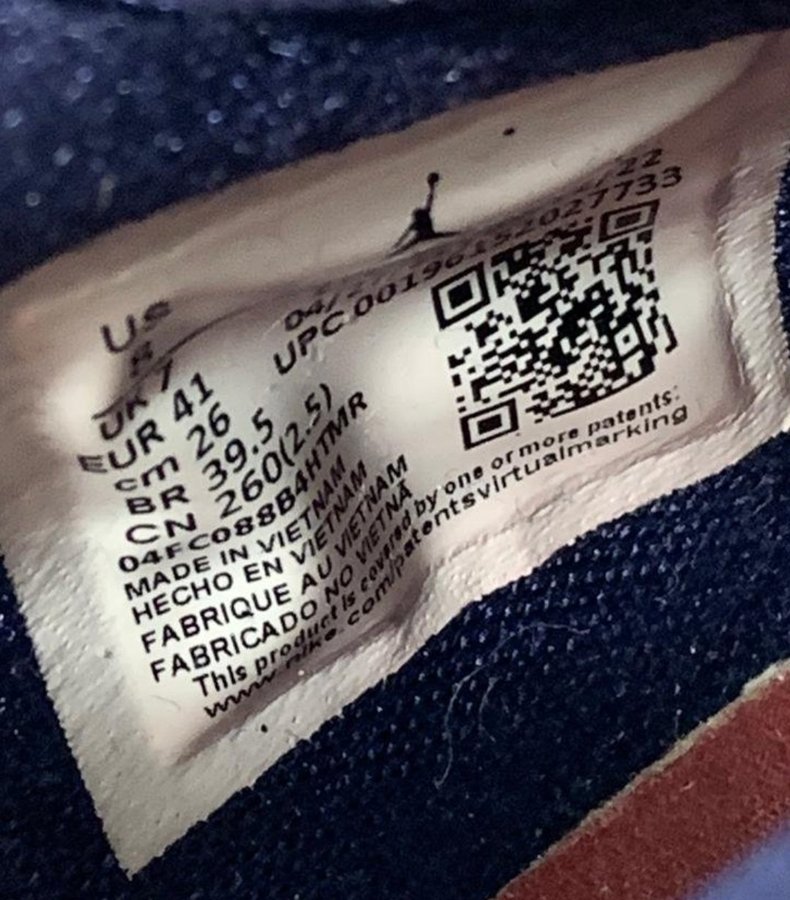 US
8
UK 7
EUR 41
cm 26
BR 39.5
CN 260(2.5)
04FC088B4HTMR
MADE IN VIETNAM
HECHO EN VIETNAM
FABRIQUE AU VIETNAM
FABRICADO NO VIETNÃ
This product is covered by one or more patents:
www.nike.com/patentsvirtualmarking
UPC 00196152027733